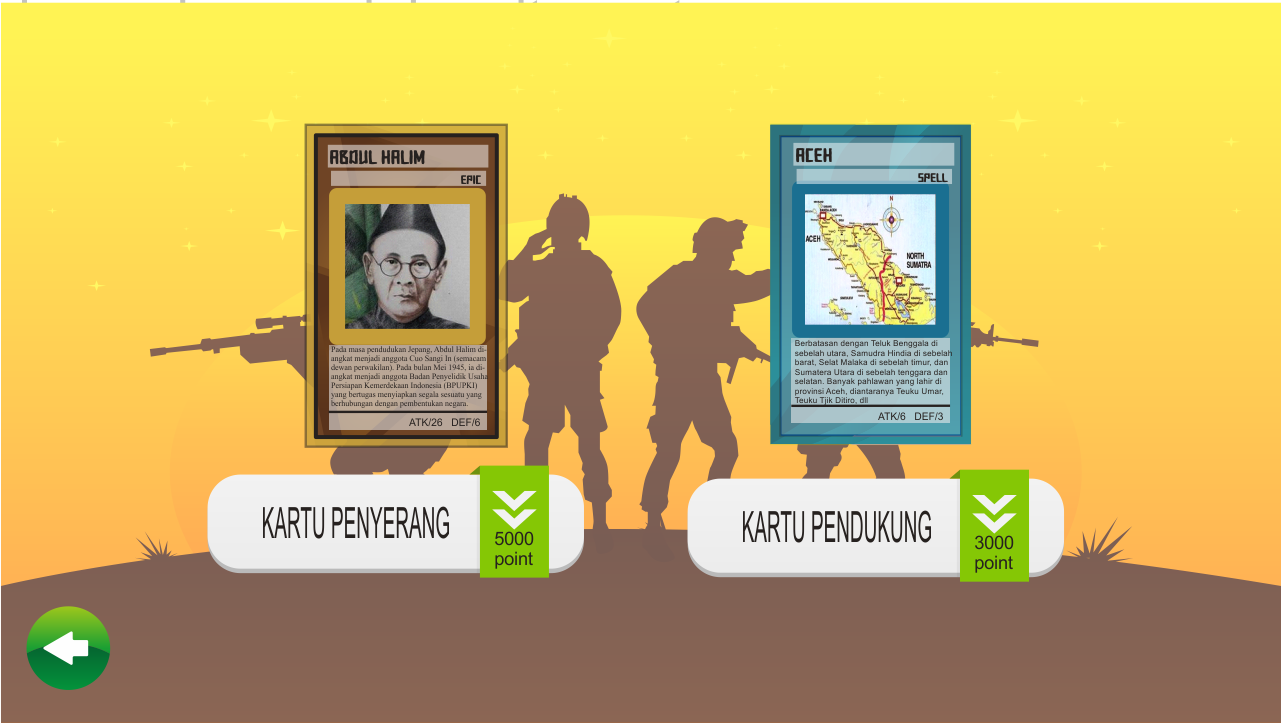 ABDUL HALIM
EPIC
Pada masa pendudukan Jepang, Abdul Halim di-
angkat menjadi anggota Cuo Sangi In (semacam
dewan perwakilan). Pada bulan Mei 1945, ia di-
angkat menjadi anggota Badan Penyelidik Usaha
Persiapan Kemerdekaan Indonesia (BPUPKI)
yang bertugas menyiapkan segala sesuatu yang
berhubungan dengan pembentukan negara.
ATK/26 DEF/6
KARTU PENYERANG
5000
point
ACEH
SPELL
N
ACEH
NORTH
SUMATRA
Berbatasan dengan Teluk Benggala di
sebelah utara, Samudra Hindia di sebelah
barat, Selat Malaka di sebelah timur, dan
Sumatera Utara di sebelah tenggara dan
selatan. Banyak pahlawan yang lahir di
provinsi Aceh, diantaranya Teuku Umar,
Teuku Tjik Ditiro, dll
ATK/6 DEF/3
KARTU PENDUKUNG
3000
point